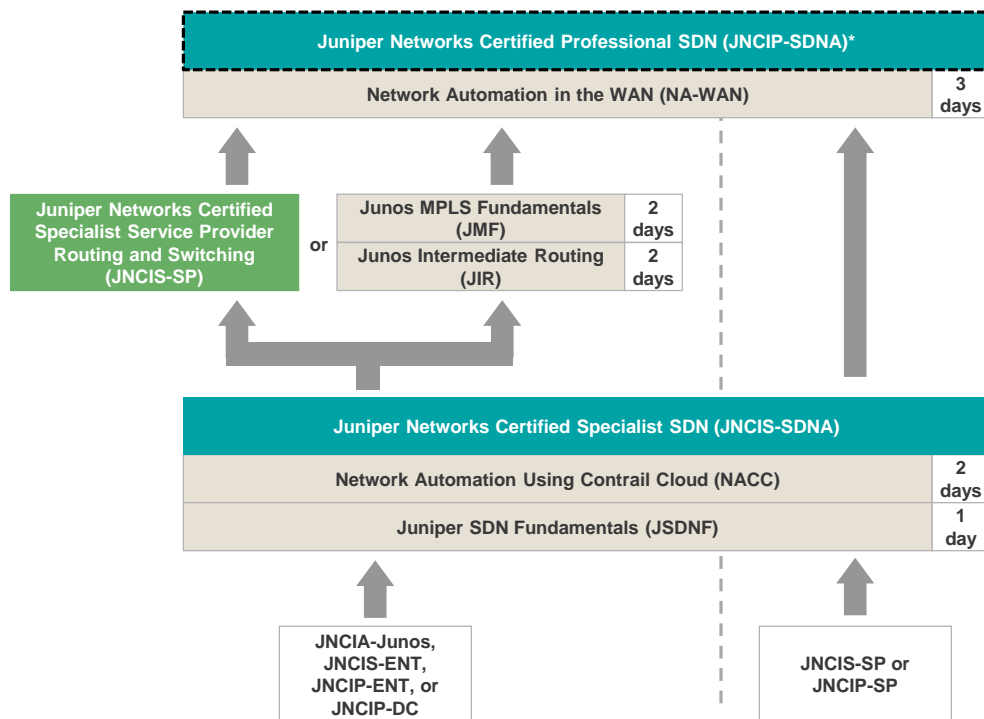 Juniper Networks Certified Professional SDN (JNCIP-SDNA)*
Network Automation in the WAN (NA-WAN)
3
days
Juniper Networks Certified
Specialist Service Provider
Routing and Switching
(JNCIS-SP)
or
Junos MPLS Fundamentals
(JMF)
2
days
Junos Intermediate Routing
(JIR)
2
days
Juniper Networks Certified Specialist SDN (JNCIS-SDNA)
Network Automation Using Contrail Cloud (NACC)
2
days
Juniper SDN Fundamentals (JSDNF)
1
day
JNCIA-Junos,
JNCIS-ENT,
JNCIP-ENT, or
JNCIP-DC
JNCIS-SP or
JNCIP-SP